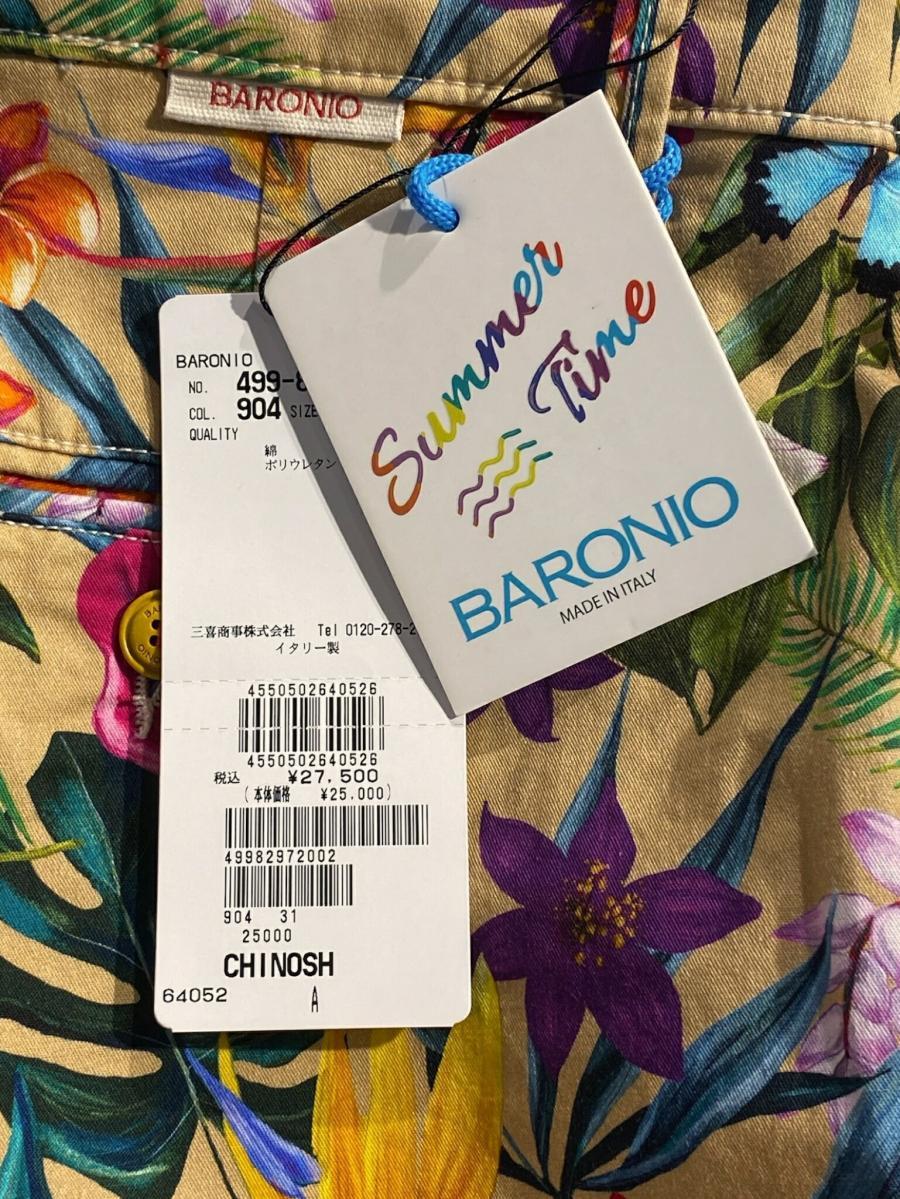 BARONIO
Summer
Time
BARONIO
MADE IN ITALY
BARONIO
NO. 499-8
COL. 904 SIZE
QUALITY
綿
ポリウレタン
三喜商事株式会社 Tel 0120-278-2
イタリー製
4550502640526
4550502640526
税込 ¥27,500
(本体価格 ¥25,000)
49982972002
904 31
25000
CHINOSH
64052 A